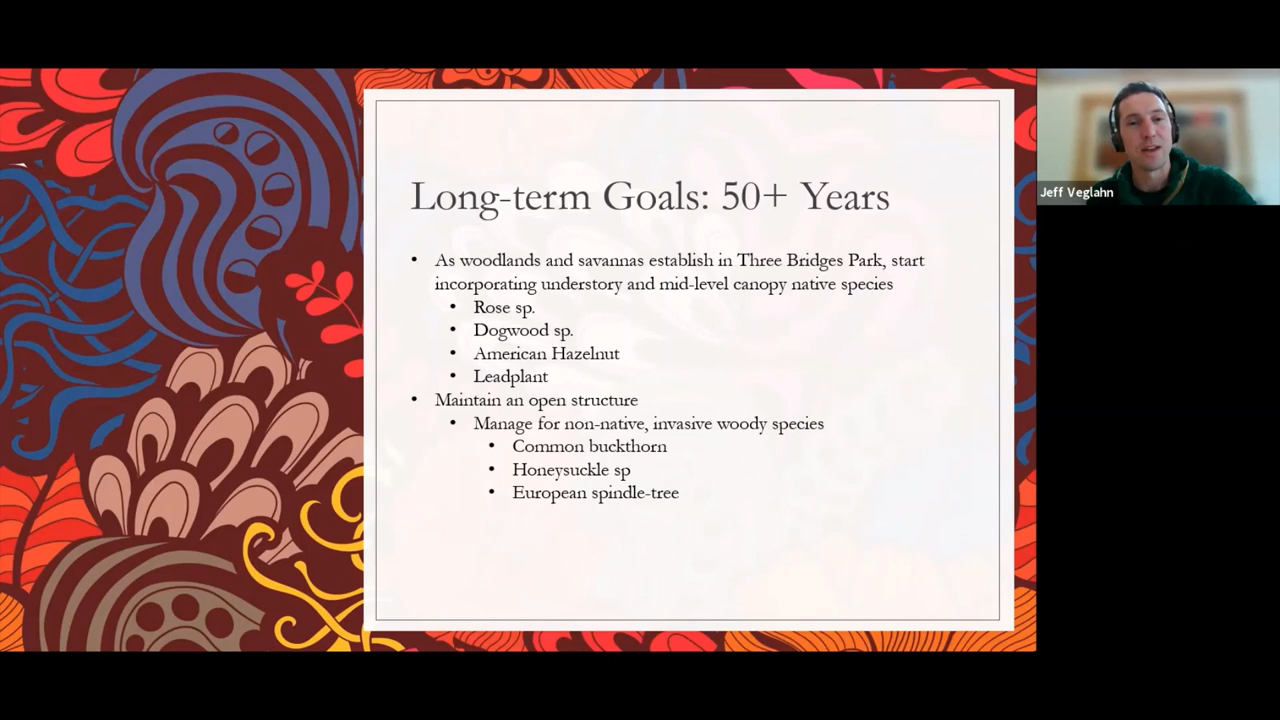 Long-term Goals: 50+ Years
• As woodlands and savannas establish in Three Bridges Park, start
incorporating understory and mid-level canopy native species
• Rose sp.
• Dogwood sp.
• American Hazelnut
• Leadplant
• Maintain an open structure
• Manage for non-native, invasive woody species
• Common buckthorn
• Honeysuckle sp
• European spindle-tree
Jeff Veglahn